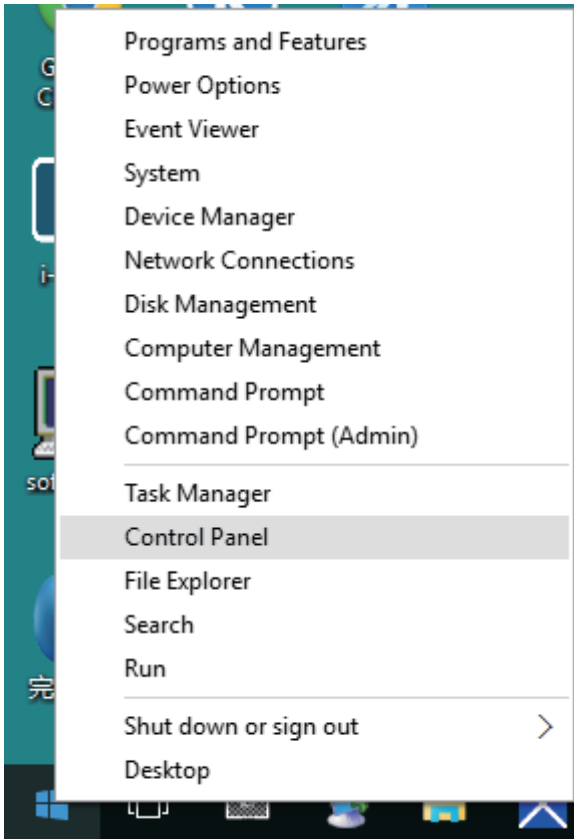 Programs and Features
Power Options
Event Viewer
System
Device Manager
Network Connections
Disk Management
Computer Management
Command Prompt
Command Prompt (Admin)
Task Manager
Control Panel
File Explorer
Search
Run
Shut down or sign out
Desktop